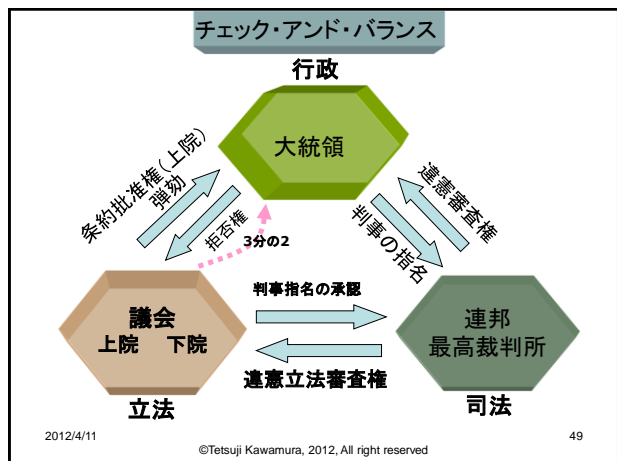 チェック・アンド・バランス
行政
大統領
条約批准権(上院)
弾劾
拒否権
3分の2
違憲審査権
判事の指名
議会
上院 下院
立法
判事指名の承認
違憲立法審査権
連邦
最高裁判所
司法
2012/4/11
©Tetsuji Kawamura, 2012, All right reserved
49